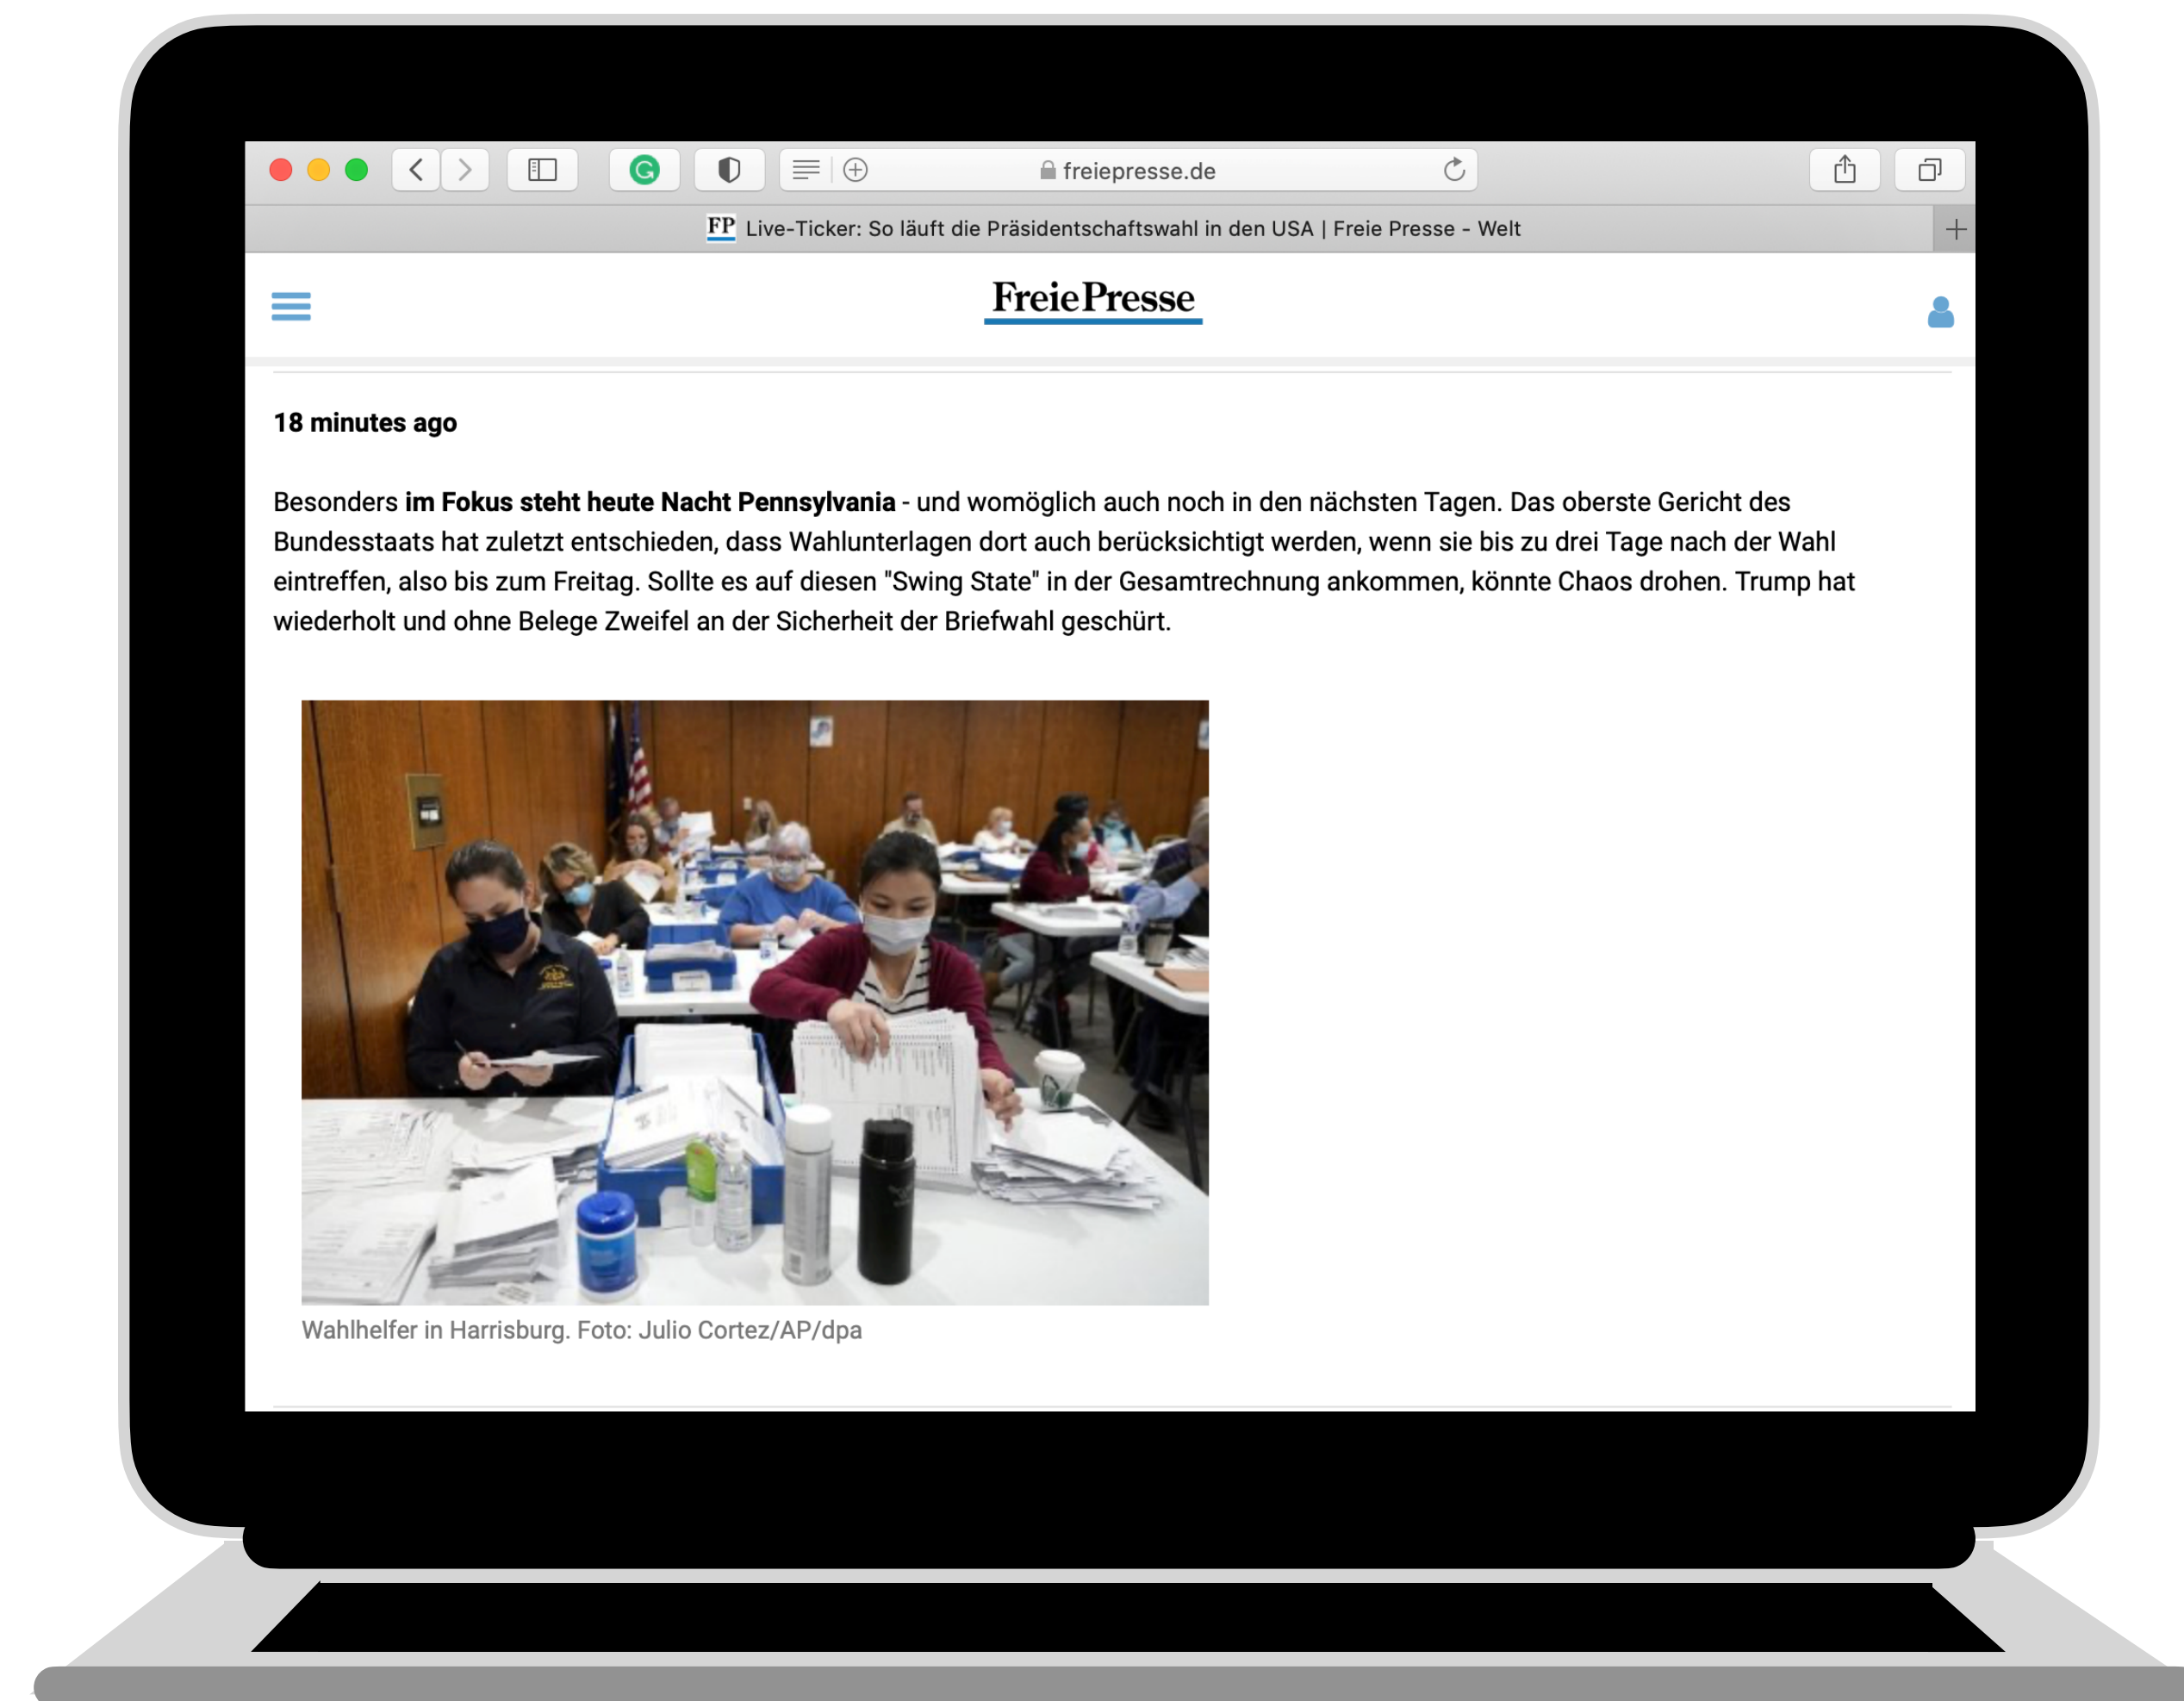 freiepresse.de
FP Live-Ticker: So läuft die Präsidentschaftswahl in den USA | Freie Presse - Welt
FreiePresse
18 minutes ago
Besonders im Fokus steht heute Nacht Pennsylvania - und womöglich auch noch in den nächsten Tagen. Das oberste Gericht des
Bundesstaats hat zuletzt entschieden, dass Wahlunterlagen dort auch berücksichtigt werden, wenn sie bis zu drei Tage nach der Wahl
eintreffen, also bis zum Freitag. Sollte es auf diesen "Swing State" in der Gesamtrechnung ankommen, könnte Chaos drohen. Trump hat
wiederholt und ohne Belege Zweifel an der Sicherheit der Briefwahl geschürt.
Wahlhelfer in Harrisburg. Foto: Julio Cortez/AP/dpa